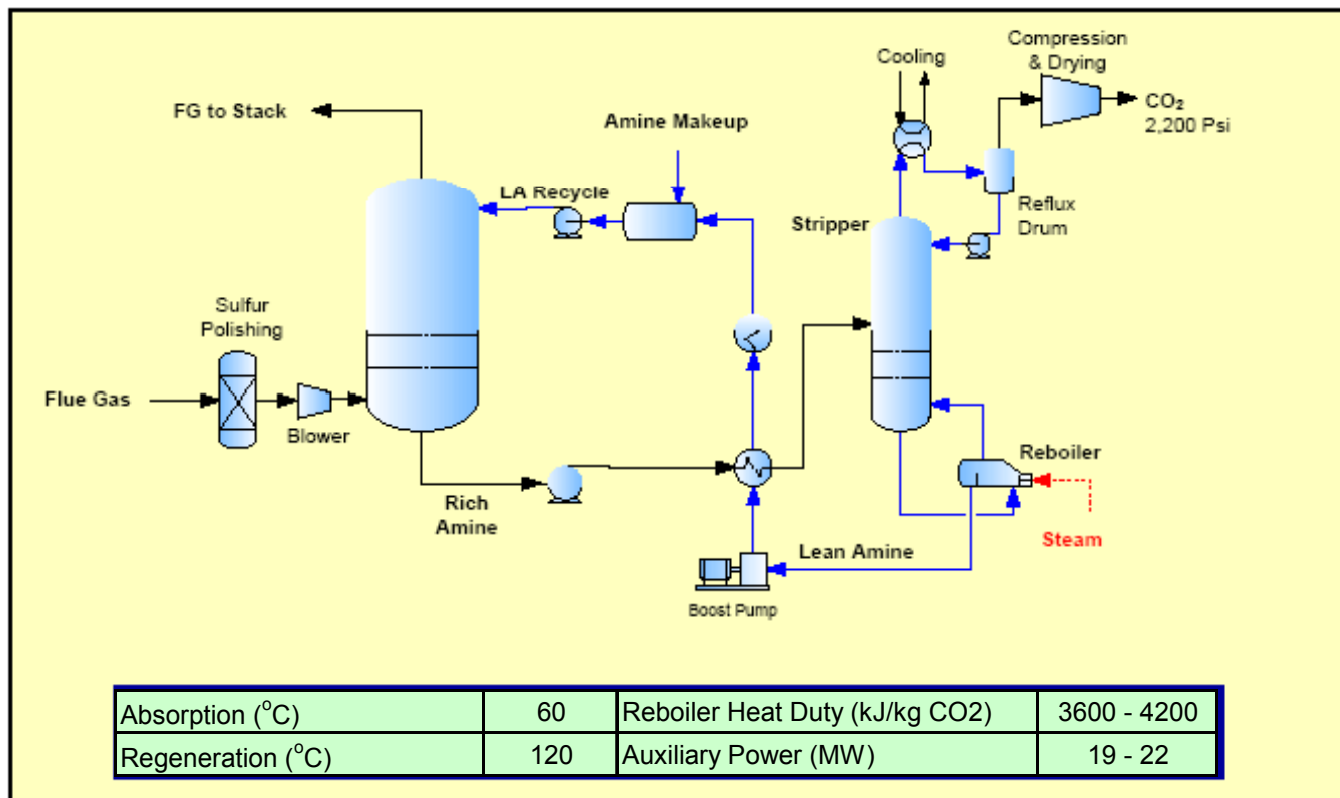 Cooling
Compression
& Drying
CO₂
2,200 Psi
FG to Stack
Amine Makeup
LA Recycle
Stripper
Reflux
Drum
Sulfur
Polishing
Flue Gas
Blower
Rich
Amine
Reboiler
Steam
Lean Amine
Boost Pump
Absorption (°C) 60 Reboiler Heat Duty (kJ/kg CO2) 3600 - 4200
Regeneration (°C) 120 Auxiliary Power (MW) 19 - 22